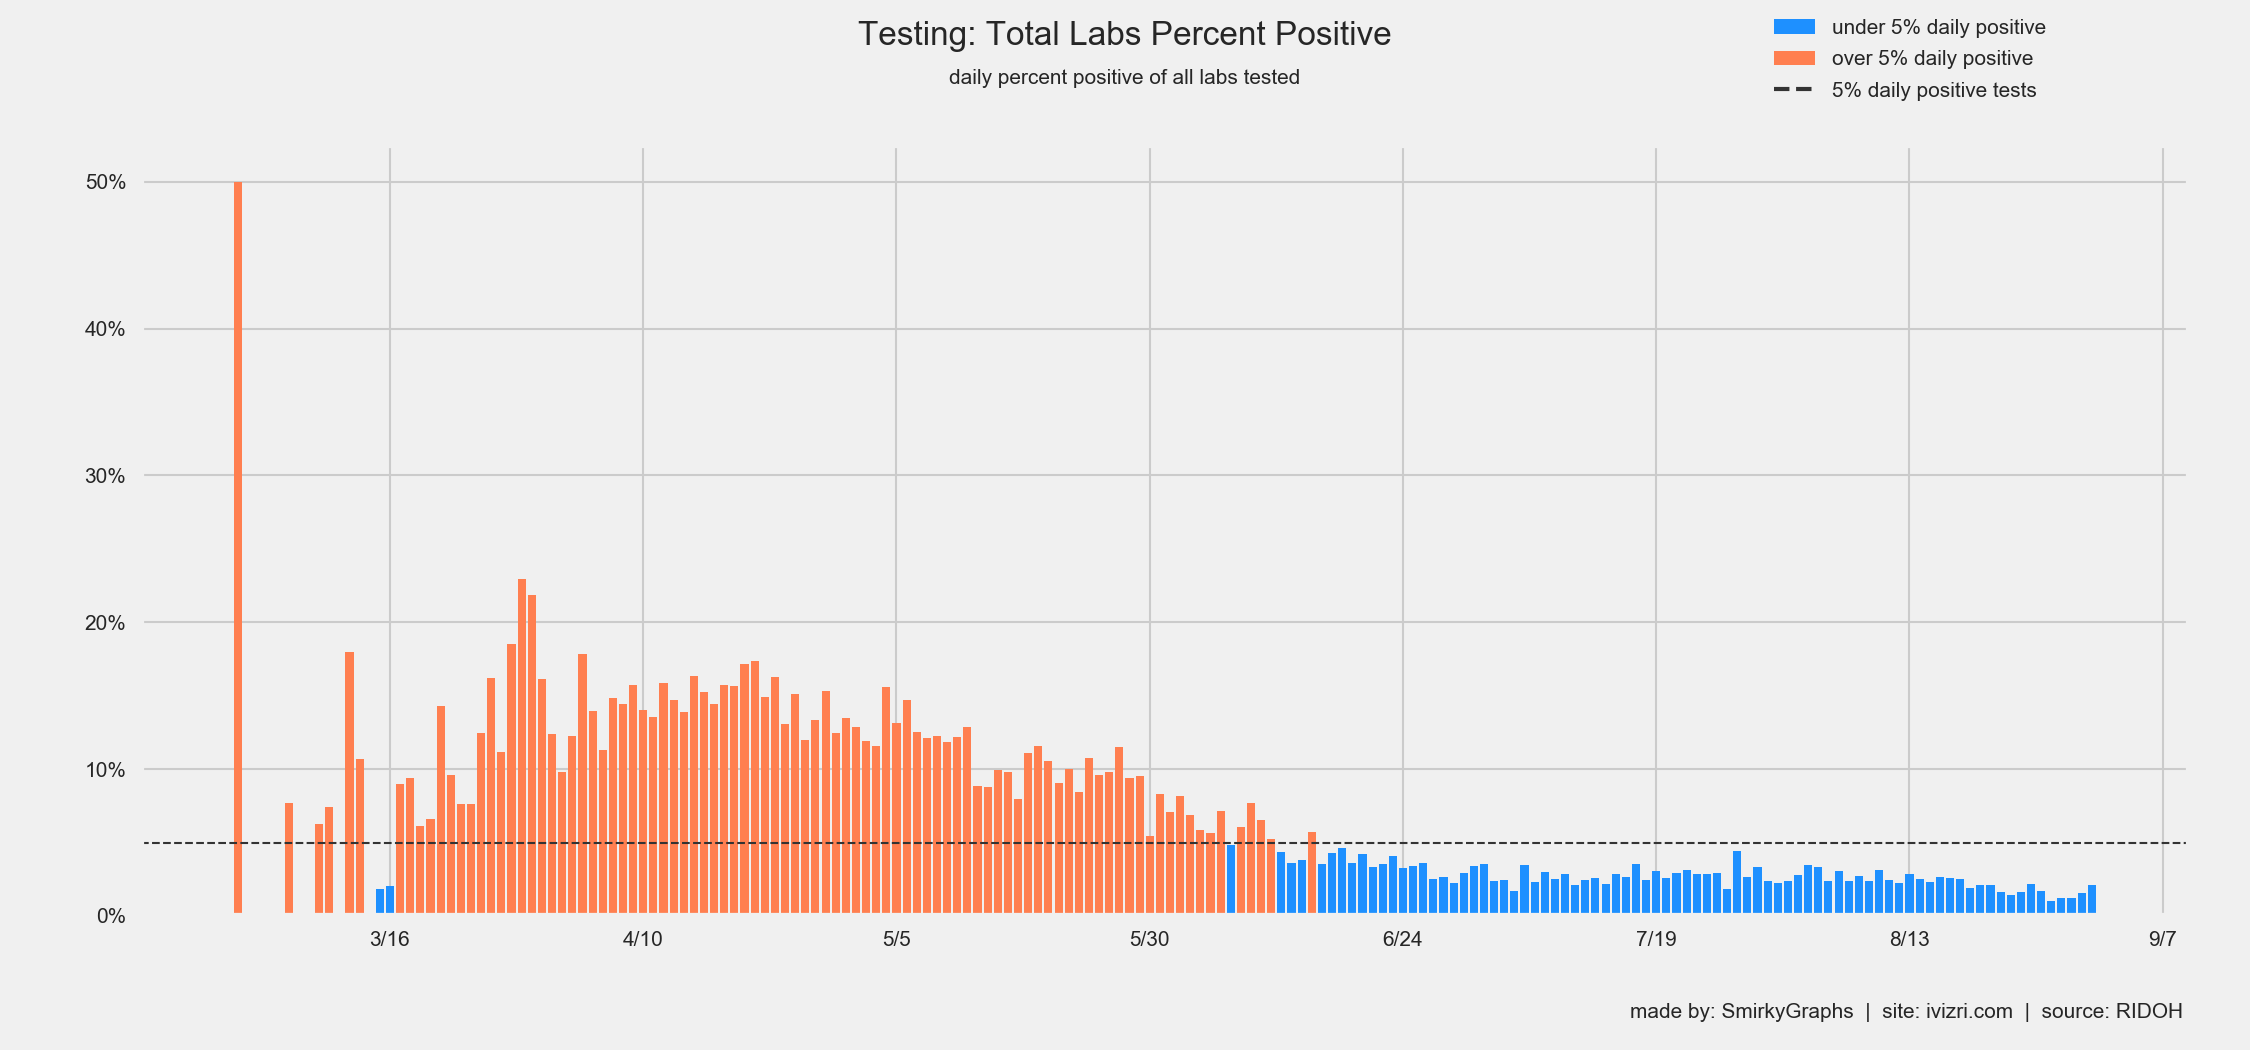 Testing: Total Labs Percent Positive
daily percent positive of all labs tested
under 5% daily positive
over 5% daily positive
5% daily positive tests
50%
40%
30%
20%
10%
0%
3/16 4/10 5/5 5/30 6/24 7/19 8/13 9/7
made by: SmirkyGraphs | site: ivizri.com | source: RIDOH